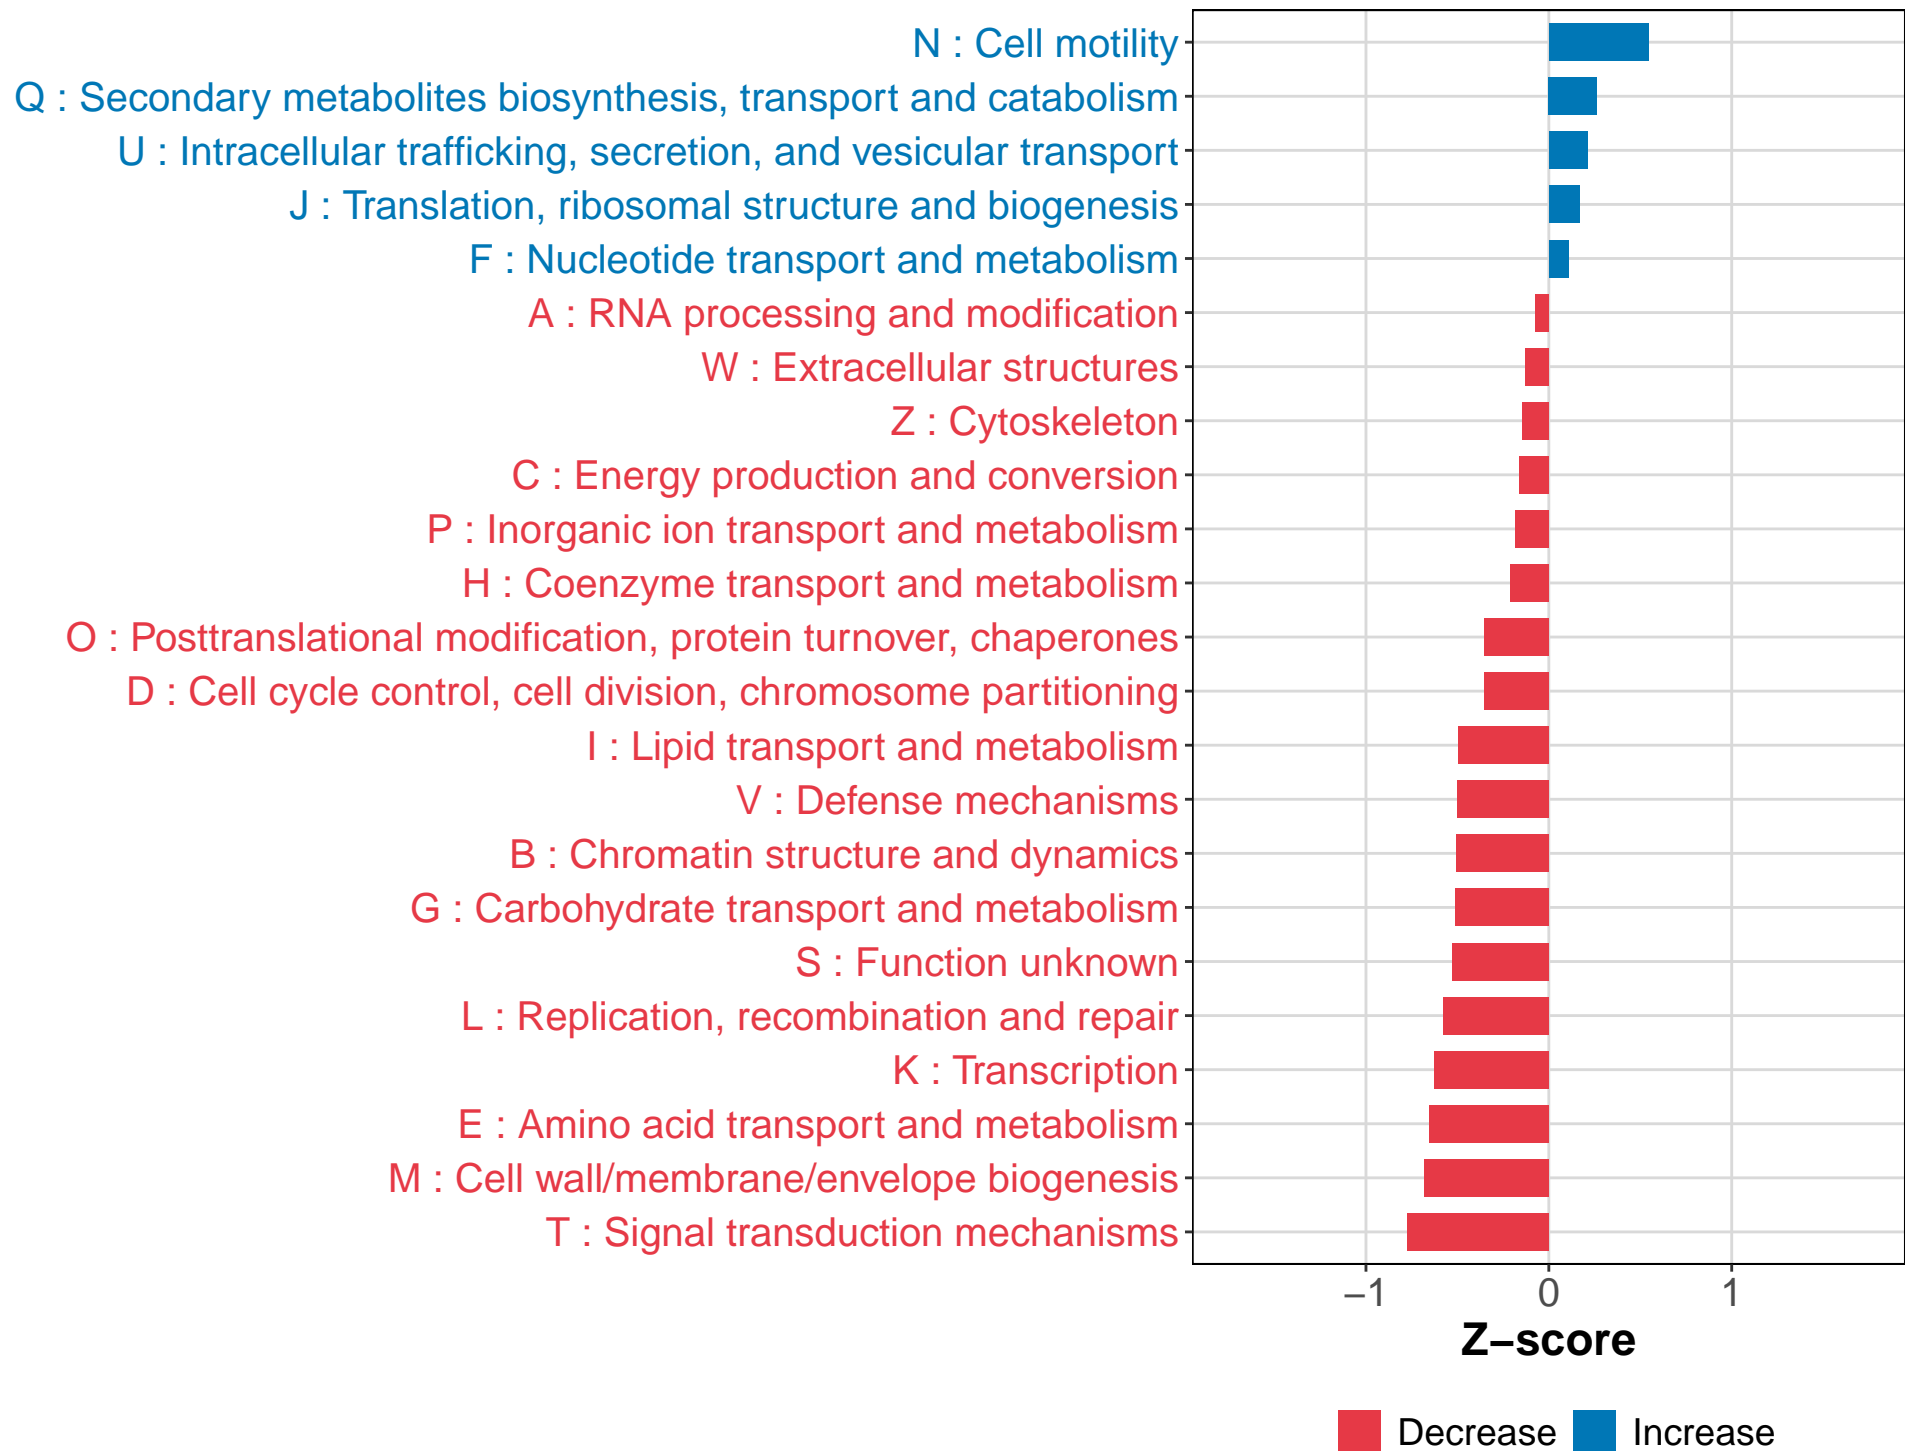 N : Cell motility
Q : Secondary metabolites biosynthesis, transport and catabolism
U : Intracellular trafficking, secretion, and vesicular transport
J : Translation, ribosomal structure and biogenesis
F : Nucleotide transport and metabolism
A : RNA processing and modification
W : Extracellular structures
Z : Cytoskeleton
C : Energy production and conversion
P : Inorganic ion transport and metabolism
H : Coenzyme transport and metabolism
O : Posttranslational modification, protein turnover, chaperones
D : Cell cycle control, cell division, chromosome partitioning
I : Lipid transport and metabolism
V : Defense mechanisms
B : Chromatin structure and dynamics
G : Carbohydrate transport and metabolism
S : Function unknown
L : Replication, recombination and repair
K : Transcription
E : Amino acid transport and metabolism
M : Cell wall/membrane/envelope biogenesis
T : Signal transduction mechanisms
−1 0 1
Z−score
Decrease Increase